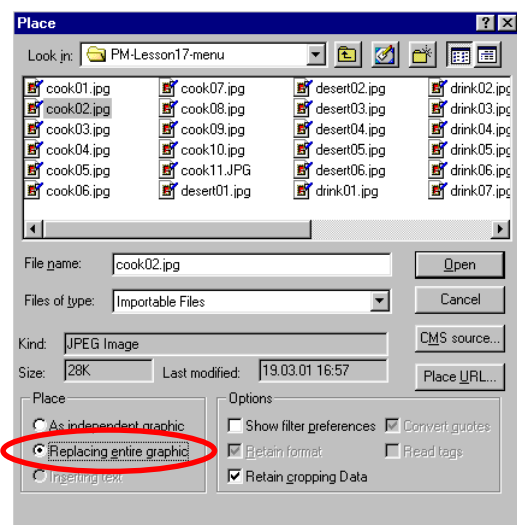 Place
Look in: PM-Lesson17-menu
cook01.jpg cook07.jpg desert02.jpg drink02.jpg
cook02.jpg cook08.jpg desert03.jpg drink03.jpg
cook03.jpg cook09.jpg desert04.jpg drink04.jpg
cook04.jpg cook10.jpg desert05.jpg drink05.jpg
cook05.jpg cook11.JPG desert06.jpg drink06.jpg
cook06.jpg desert01.jpg drink01.jpg drink07.jpg
File name: cook02.jpg Open
Files of type: Importable Files Cancel
Kind: JPEG Image CMS source...
Size: 28K Last modified: 19.03.01 16:57 Place URL...
Place Options
As independent graphic Show filter preferences Convert quotes
Replacing entire graphic Retain format Read tags
Inserting text Retain cropping Data